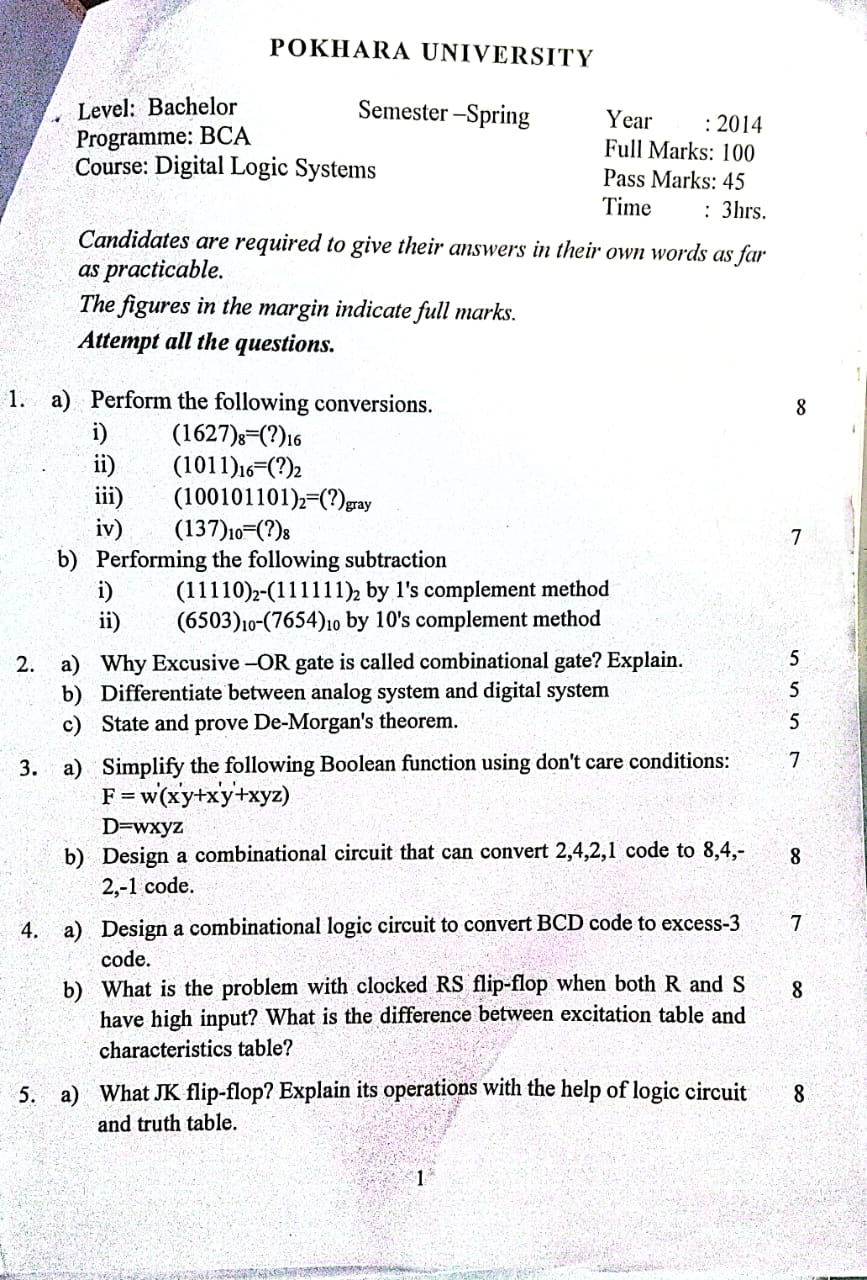 POKHARA UNIVERSITY
Level: Bachelor Semester –Spring Year : 2014
Programme: BCA Full Marks: 100
Course: Digital Logic Systems Pass Marks: 45
Time : 3hrs.
Candidates are required to give their answers in their own words as far
as practicable.
The figures in the margin indicate full marks.
Attempt all the questions.
1. a) Perform the following conversions. 8
i) (1627)₈=(?)₁₆
ii) (1011)₁₆=(?)₂
iii) (100101101)₂=(?)gray
iv) (137)₁₀=(?)₈ 7
b) Performing the following subtraction
i) (11110)₂-(111111)₂ by 1's complement method
ii) (6503)₁₀-(7654)₁₀ by 10's complement method
2. a) Why Excusive –OR gate is called combinational gate? Explain. 5
b) Differentiate between analog system and digital system 5
c) State and prove De-Morgan's theorem. 5
3. a) Simplify the following Boolean function using don't care conditions: 7
F = w'(x'y+x'y'+xyz)
D=wxyz
b) Design a combinational circuit that can convert 2,4,2,1 code to 8,4,- 8
2,-1 code.
4. a) Design a combinational logic circuit to convert BCD code to excess-3 7
code.
b) What is the problem with clocked RS flip-flop when both R and S 8
have high input? What is the difference between excitation table and
characteristics table?
5. a) What JK flip-flop? Explain its operations with the help of logic circuit 8
and truth table.
1